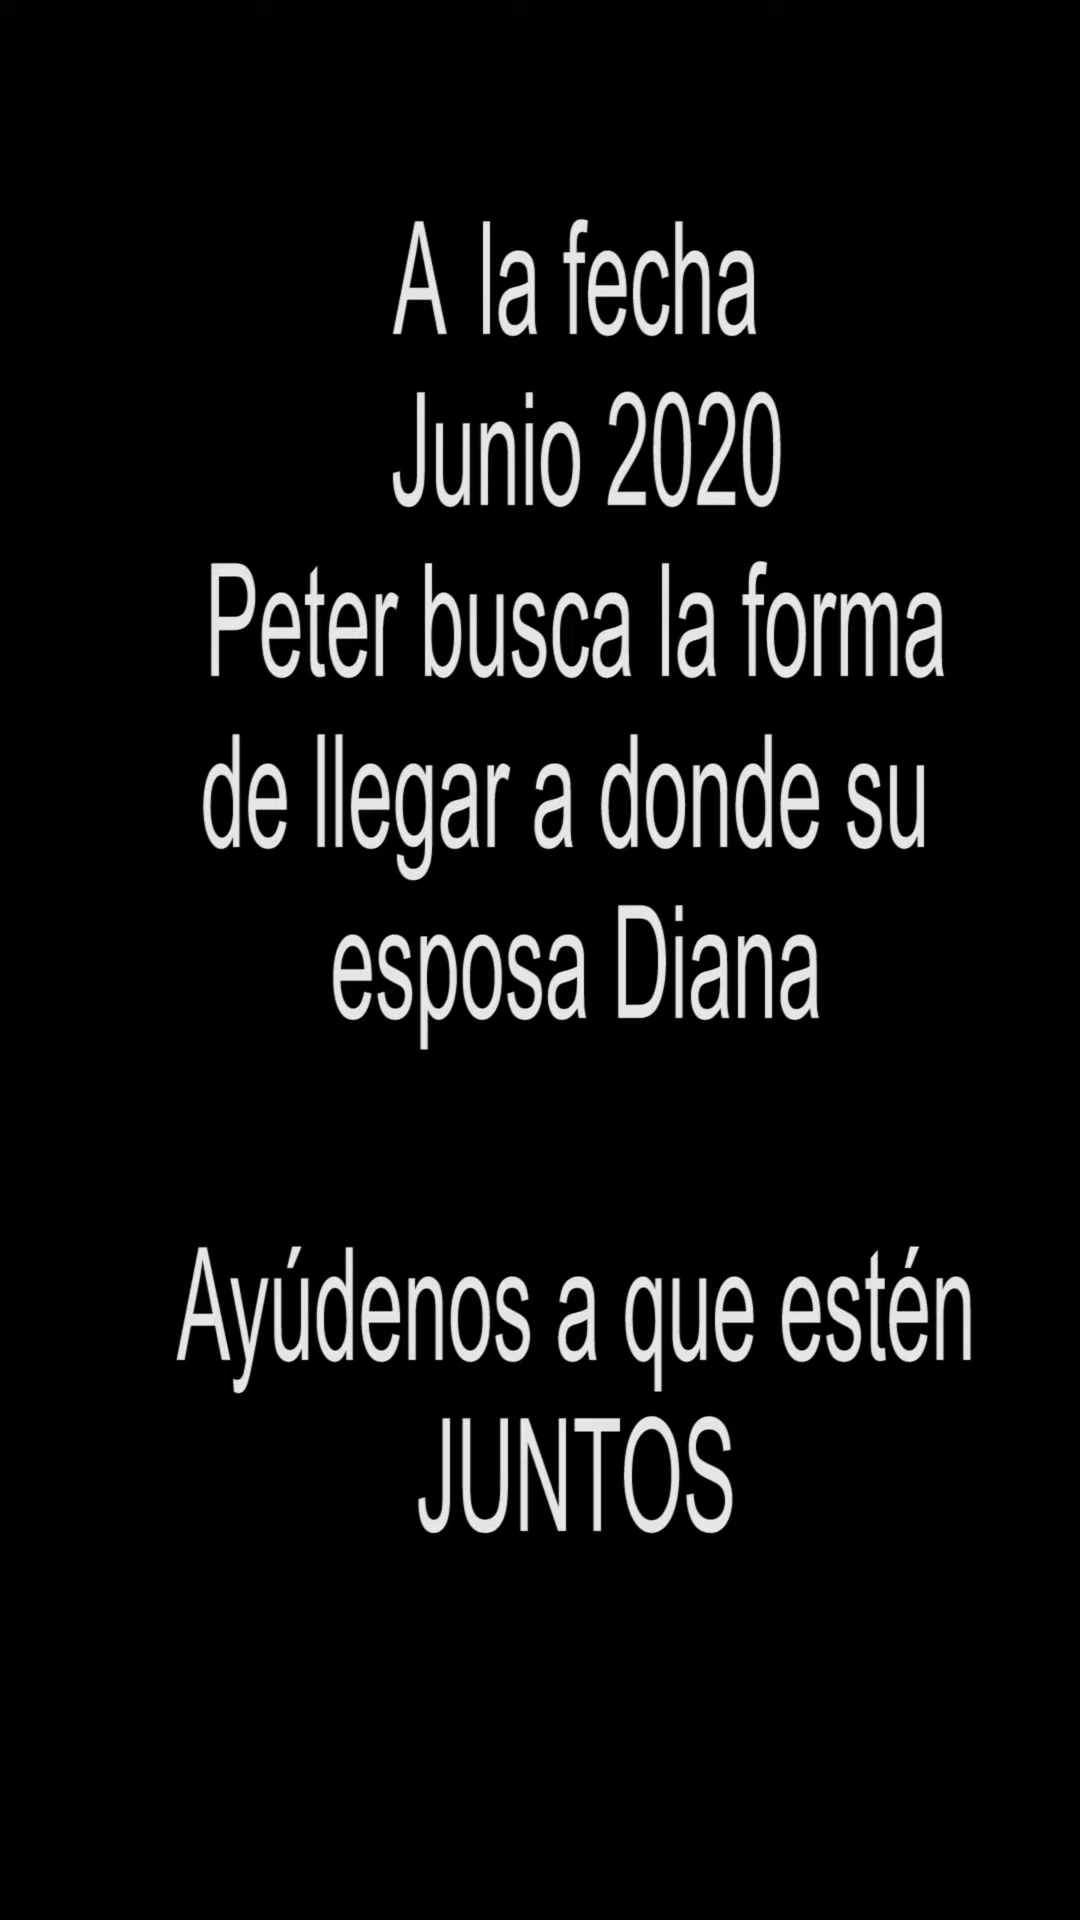 A la fecha
Junio 2020
Peter busca la forma
de llegar a donde su
esposa Diana
Ayúdenos a que estén
JUNTOS